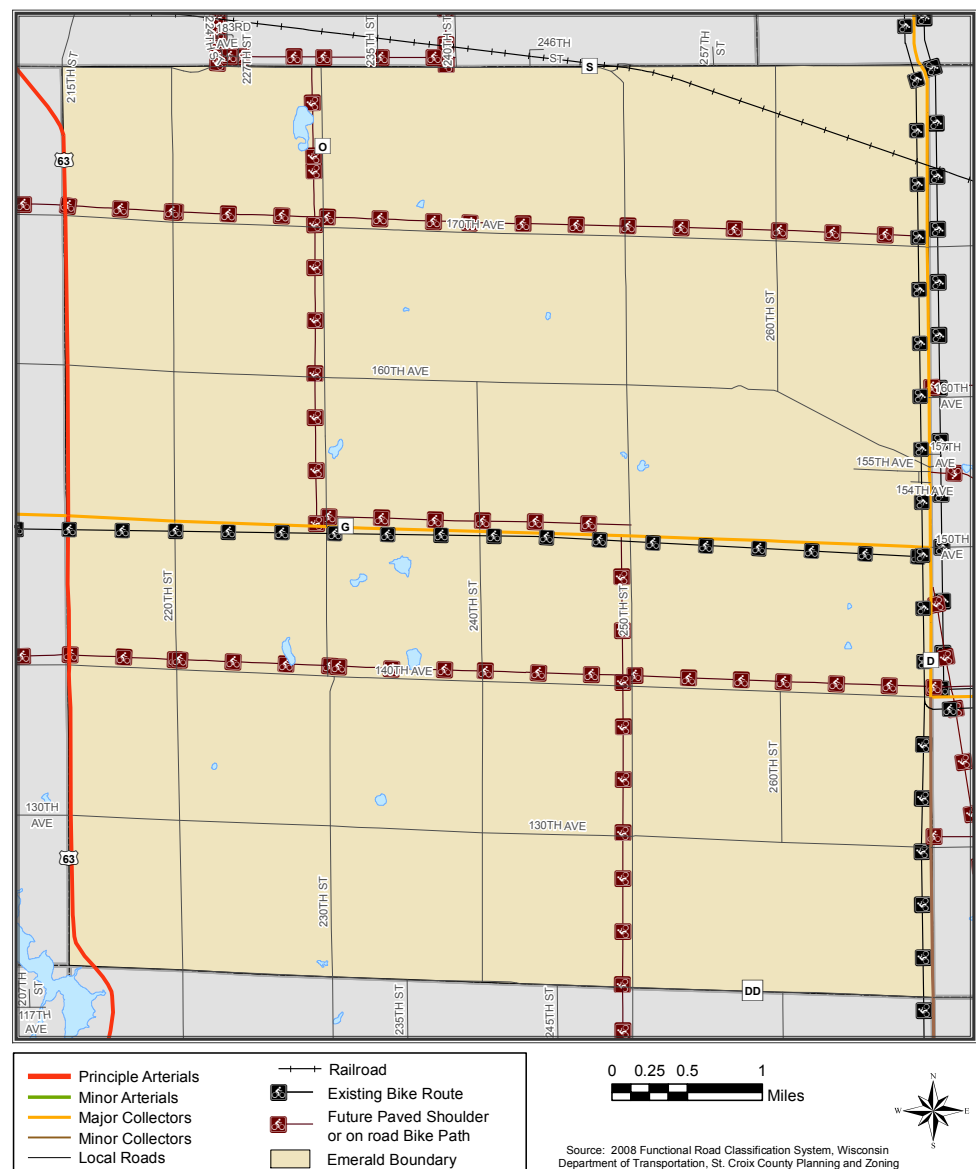 183RD
AVE
224TH ST
227TH ST
235TH ST
240TH ST
246TH
ST
257TH
ST
215TH ST
S
63
O
170TH AVE
260TH ST
160TH AVE
160TH
AVE
157TH
AVE
155TH AVE
154TH AVE
G
150TH
AVE
220TH ST
240TH ST
250TH ST
140TH AVE
D
260TH ST
130TH
AVE
130TH AVE
63
230TH ST
207TH
ST
117TH
AVE
235TH ST
245TH ST
DD
Principle Arterials
Minor Arterials
Major Collectors
Minor Collectors
Local Roads
Railroad
Existing Bike Route
Future Paved Shoulder
or on road Bike Path
Emerald Boundary
0 0.25 0.5 1
Miles
N
W E
S
Source: 2008 Functional Road Classification System, Wisconsin
Department of Transportation, St. Croix County Planning and Zoning